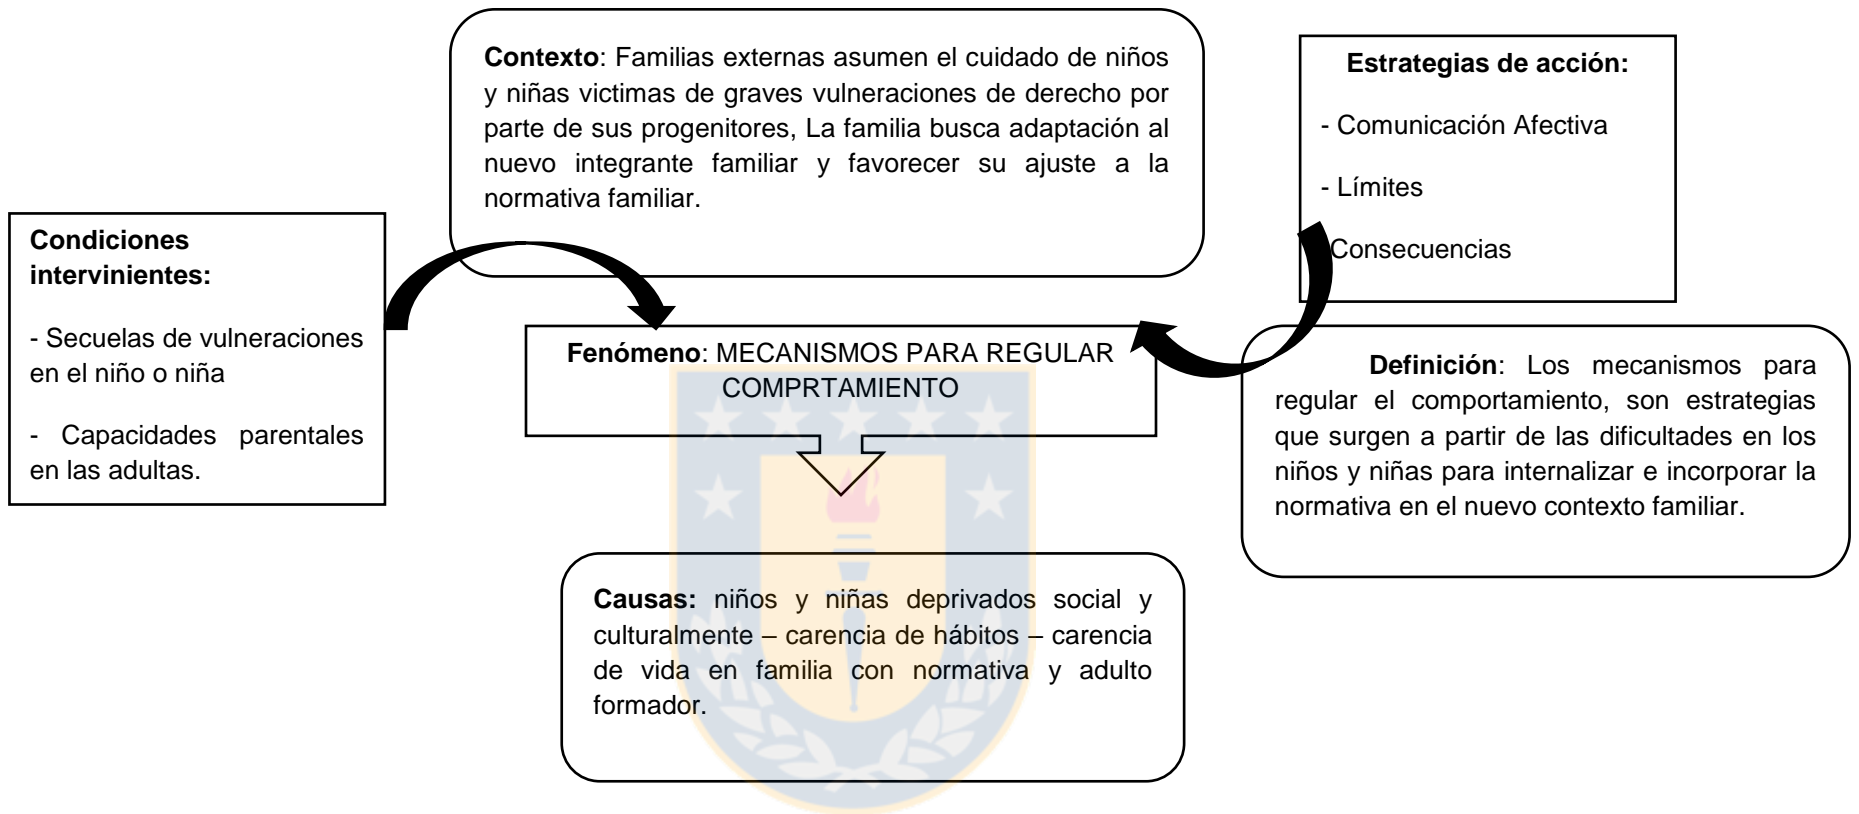 Contexto: Familias externas asumen el cuidado de niños
y niñas victimas de graves vulneraciones de derecho por
parte de sus progenitores, La familia busca adaptación al
nuevo integrante familiar y favorecer su ajuste a la
normativa familiar.
Estrategias de acción:
- Comunicación Afectiva
- Límites
Consecuencias
Condiciones
intervinientes:
- Secuelas de vulneraciones
en el niño o niña
- Capacidades parentales
en las adultas.
Fenómeno: MECANISMOS PARA REGULAR
COMPRTAMIENTO
Definición: Los mecanismos para
regular el comportamiento, son estrategias
que surgen a partir de las dificultades en los
niños y niñas para internalizar e incorporar la
normativa en el nuevo contexto familiar.
Causas: niños y niñas deprivados social y
culturalmente – carencia de hábitos – carencia
de vida en familia con normativa y adulto
formador.